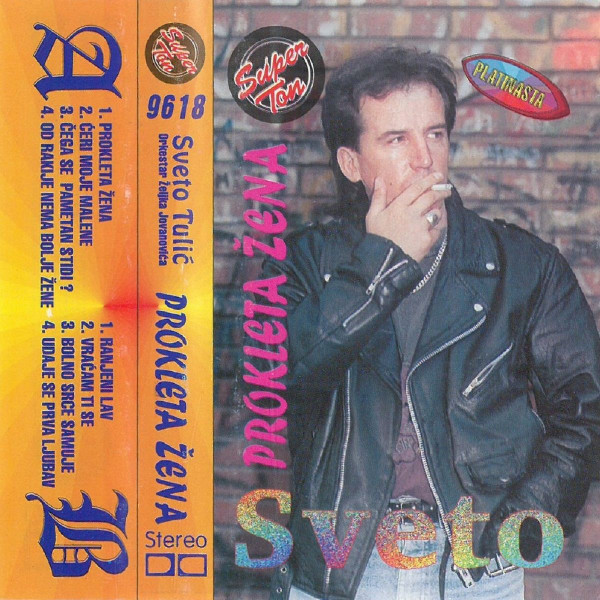 A
1. PROKLETA ŽENA
2. ĆERI MOJE MALENE
3. ČEGA SE PAMETAN STIDI ?
4. OD RAKIJE NEMA BOLJE ŽENE
B
1. RANJENI LAV
2. VRAĆAM TI SE
3. BOLNO SRCE SAMUJE
4. UDAJE SE PRVA LJUBAV
Super
Ton
9618
Sveto Tulić
Orkestar Željka Jovanovića
PROKLETA ŽENA
Stereo
Super
Ton
PLATINASTA
PROKLETA ŽENA
Sveto